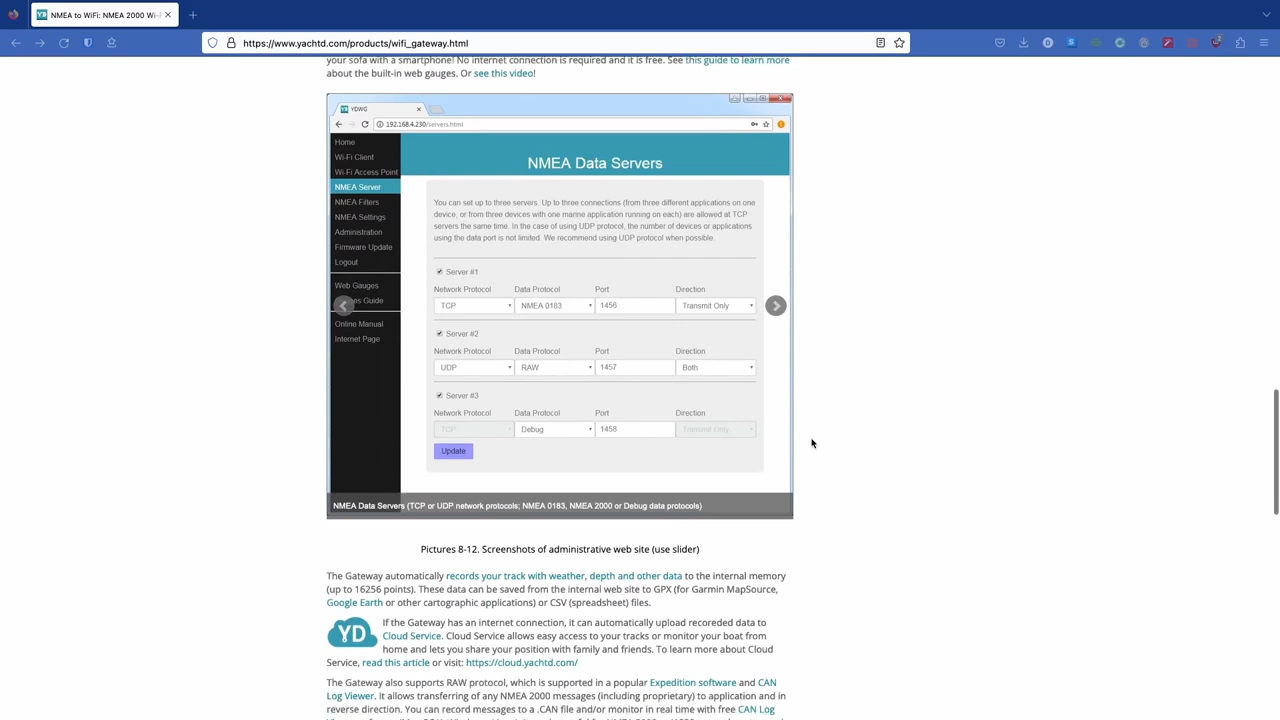 NMEA to WiFi: NMEA 2000 Wi-Fi
https://www.yachtd.com/products/wifi_gateway.html
your sofa with a smartphone! No internet connection is required and it is free. See this guide to learn more
about the built-in web gauges. Or see this video!
YDWG
192.168.4.230/servers.html
Home
Wi-Fi Client
Wi-Fi Access Point
NMEA Server
NMEA Filters
NMEA Settings
Administration
Firmware Update
Logout
Web Gauges
Guide
Online Manual
Internet Page
NMEA Data Servers
You can set up to three servers. Up to three connections (from three different applications on one
device, or from three devices with one marine application running on each) are allowed at TCP
servers the same time. In the case of using UDP protocol, the number of devices or applications
using the data port is not limited. We recommend using UDP protocol when possible.
Server #1
Network Protocol Data Protocol Port Direction
TCP NMEA 0183 1456 Transmit Only
Server #2
Network Protocol Data Protocol Port Direction
UDP RAW 1457 Both
Server #3
Network Protocol Data Protocol Port Direction
TCP Debug 1458 Transmit Only
Update
NMEA Data Servers (TCP or UDP network protocols; NMEA 0183, NMEA 2000 or Debug data protocols)
Pictures 8-12. Screenshots of administrative web site (use slider)
The Gateway automatically records your track with weather, depth and other data to the internal memory
(up to 16256 points). These data can be saved from the internal web site to GPX (for Garmin MapSource,
Google Earth or other cartographic applications) or CSV (spreadsheet) files.
YD
If the Gateway has an internet connection, it can automatically upload recoreded data to
Cloud Service. Cloud Service allows easy access to your tracks or monitor your boat from
home and lets you share your position with family and friends. To learn more about Cloud
Service, read this article or visit: https://cloud.yachtd.com/
The Gateway also supports RAW protocol, which is supported in a popular Expedition software and CAN
Log Viewer. It allows transferring of any NMEA 2000 messages (including proprietary) to application and in
reverse direction. You can record messages to a .CAN file and/or monitor in real time with free CAN Log